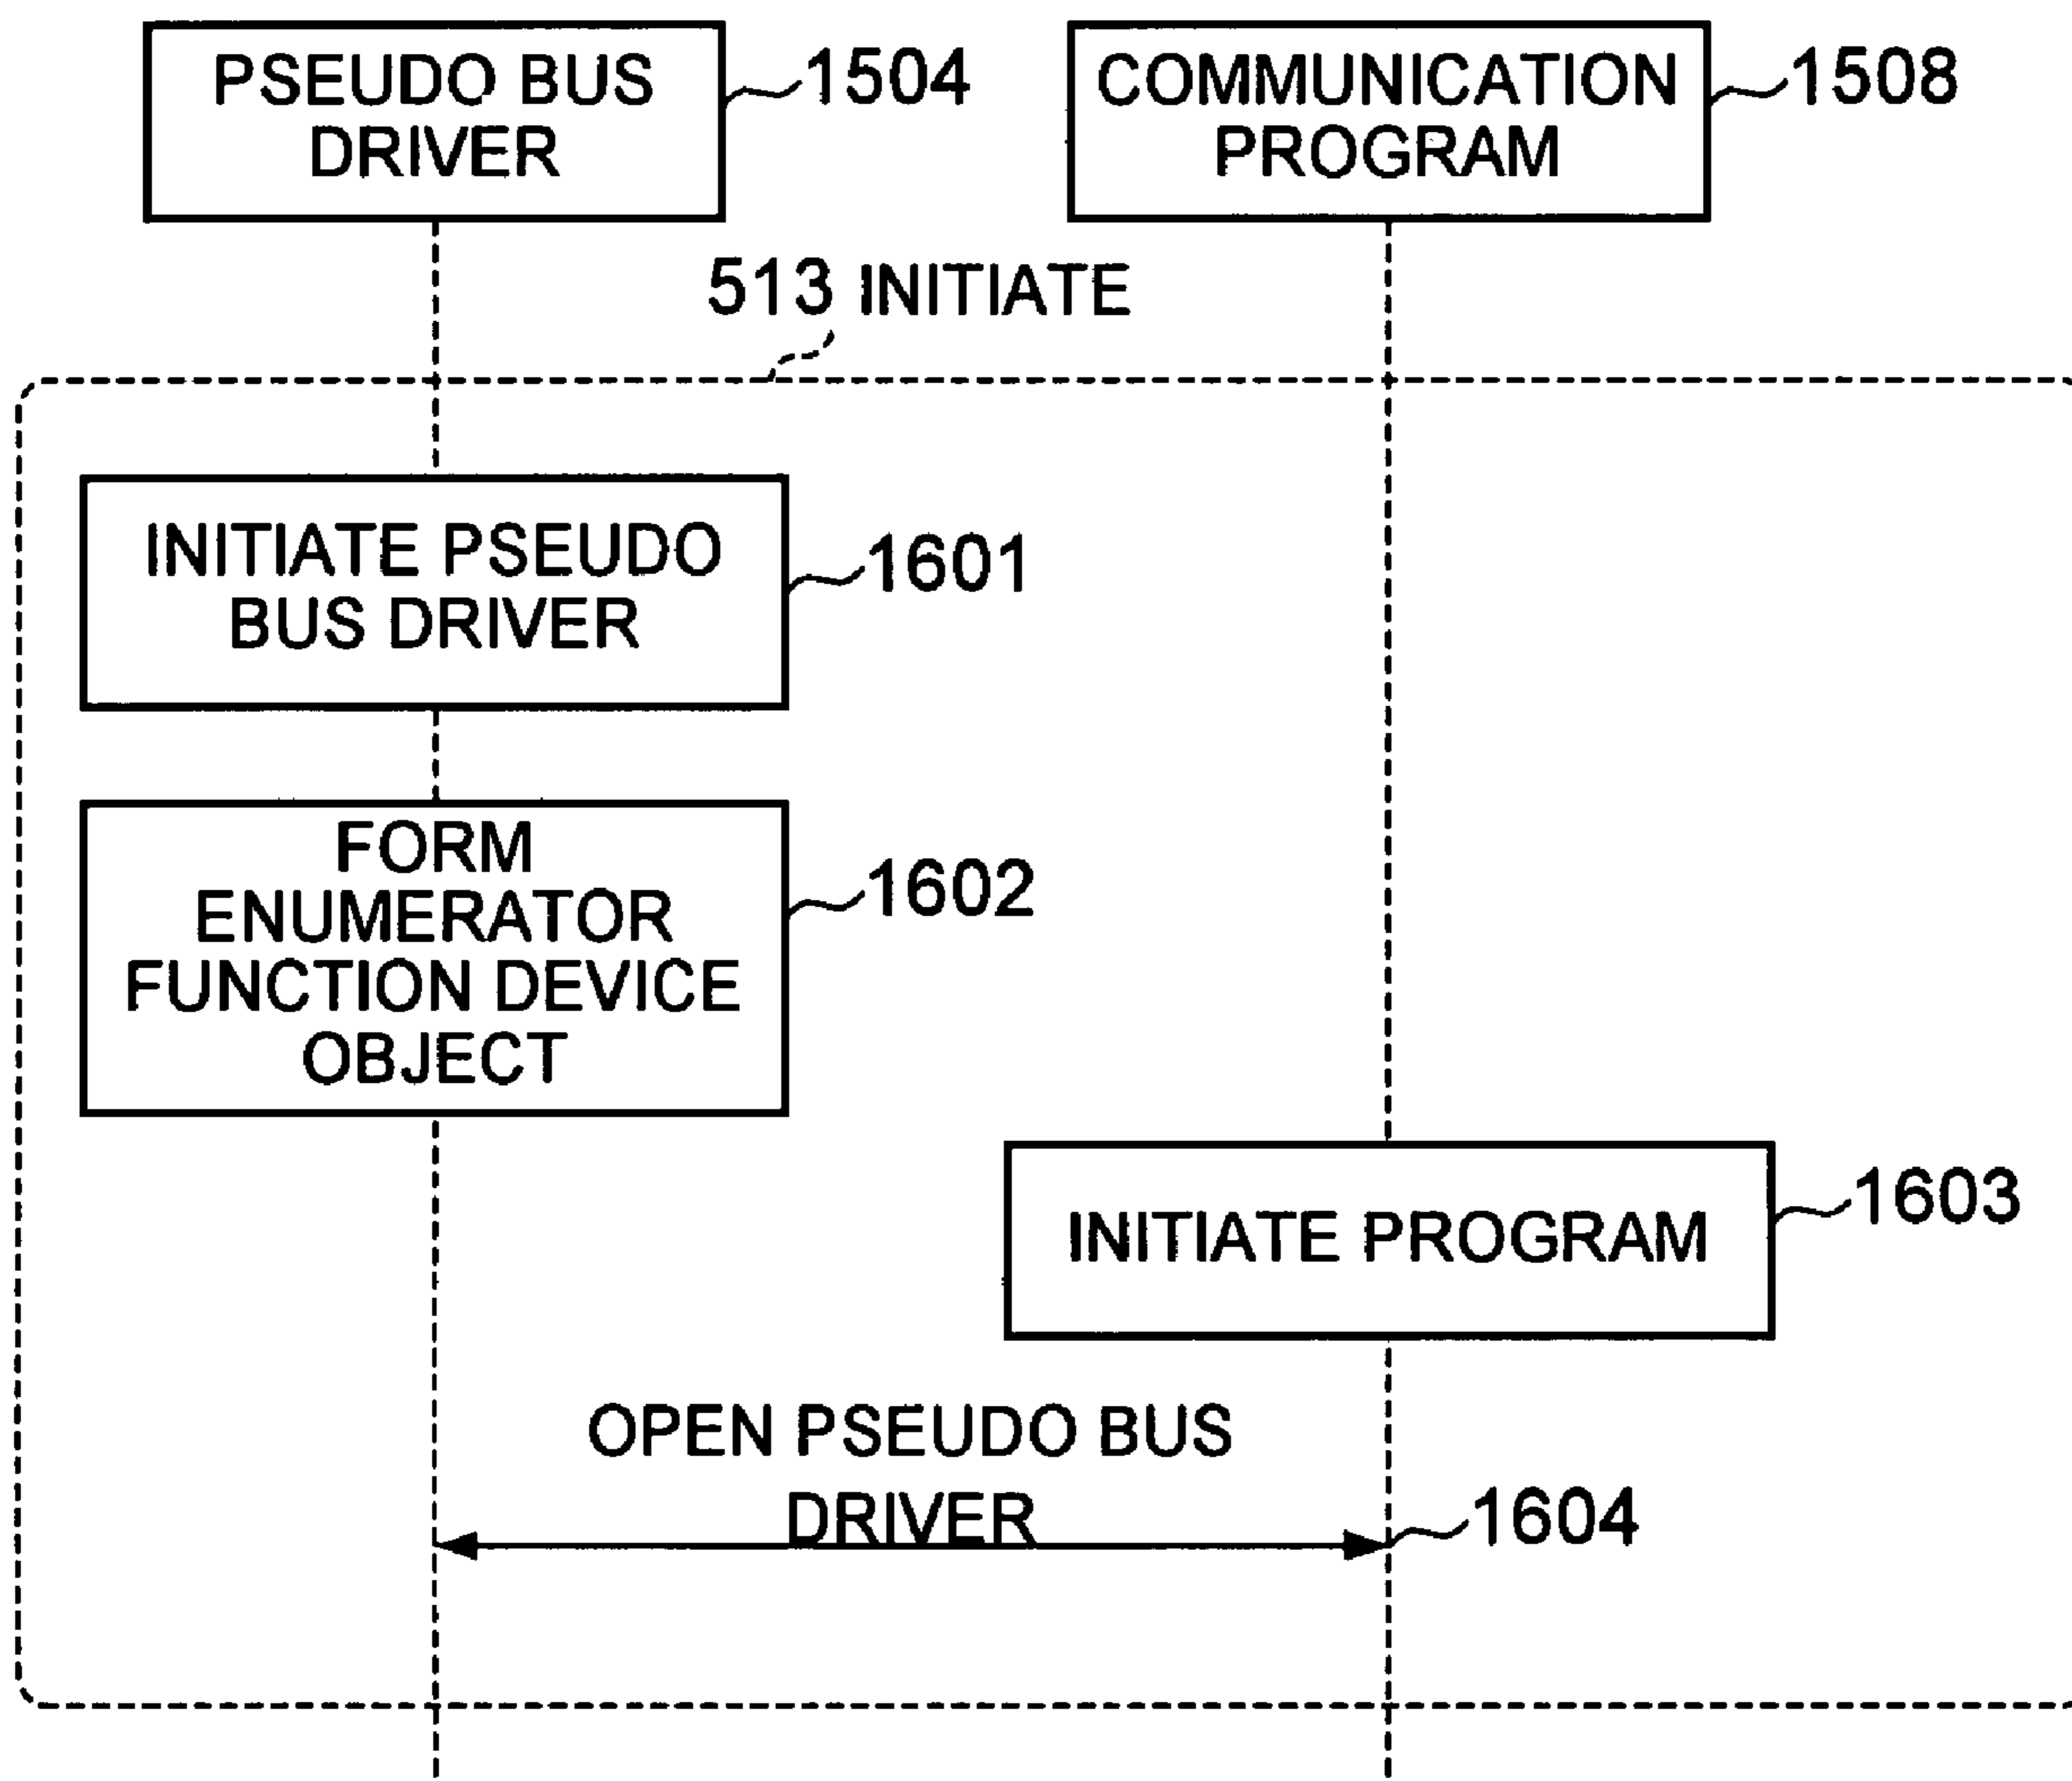 PSEUDO BUS
DRIVER
1504
COMMUNICATION
PROGRAM
1508
513 INITIATE
INITIATE PSEUDO
BUS DRIVER
1601
FORM
ENUMERATOR
FUNCTION DEVICE
OBJECT
1602
INITIATE PROGRAM
1603
OPEN PSEUDO BUS
DRIVER
1604